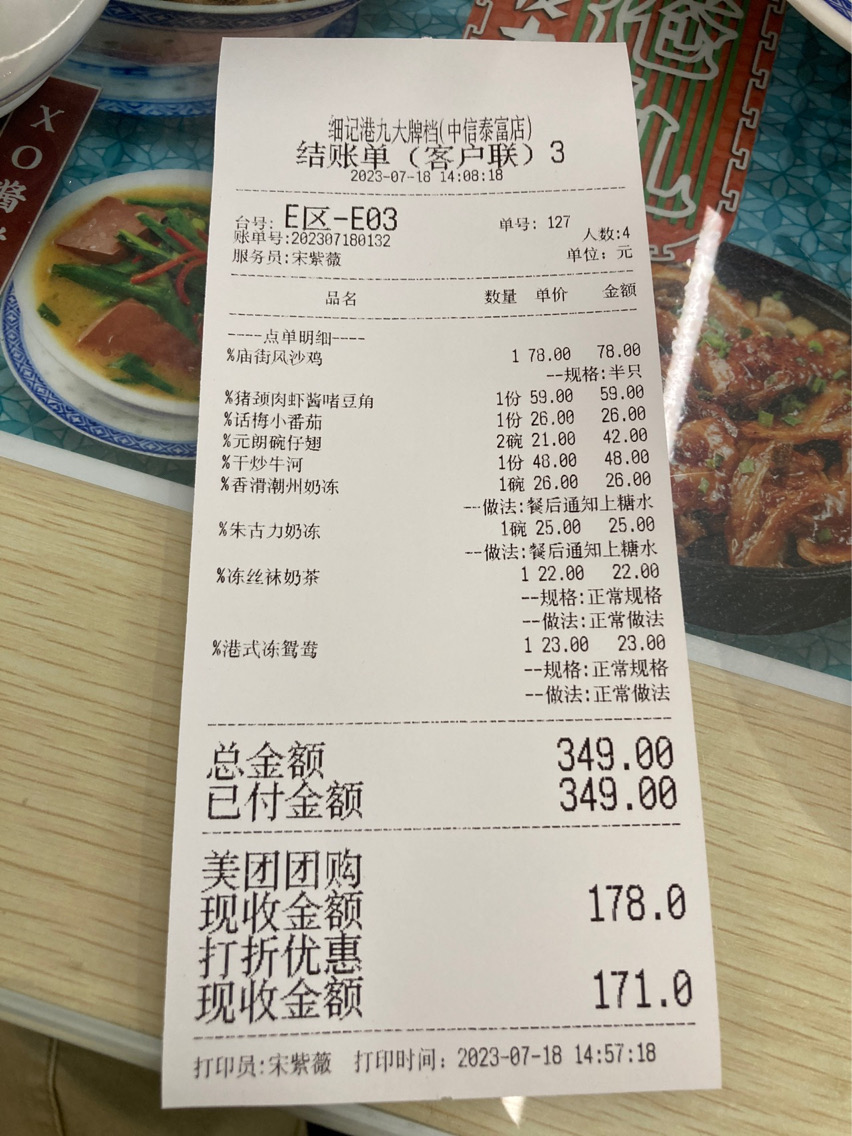 XO酱
港
九
细记港九大牌档(中信泰富店)
结账单（客户联）3
2023-07-18 14:08:18
台号: E区-E03 单号: 127
账单号:202307180132 人数:4
服务员:宋紫薇 单位: 元
品名 数量 单价 金额
----点单明细----
%庙街风沙鸡 1 78.00 78.00
--规格:半只
%猪颈肉虾酱啫豆角 1份 59.00 59.00
%话梅小番茄 1份 26.00 26.00
%元朗碗仔翅 2碗 21.00 42.00
%干炒牛河 1份 48.00 48.00
%香滑潮州奶冻 1碗 26.00 26.00
--做法:餐后通知上糖水
%朱古力奶冻 1碗 25.00 25.00
--做法:餐后通知上糖水
%冻丝袜奶茶 1 22.00 22.00
--规格:正常规格
--做法:正常做法
%港式冻鸳鸯 1 23.00 23.00
--规格:正常规格
--做法:正常做法
总金额 349.00
已付金额 349.00
美团团购
现收金额 178.0
打折优惠
现收金额 171.0
打印员:宋紫薇 打印时间: 2023-07-18 14:57:18